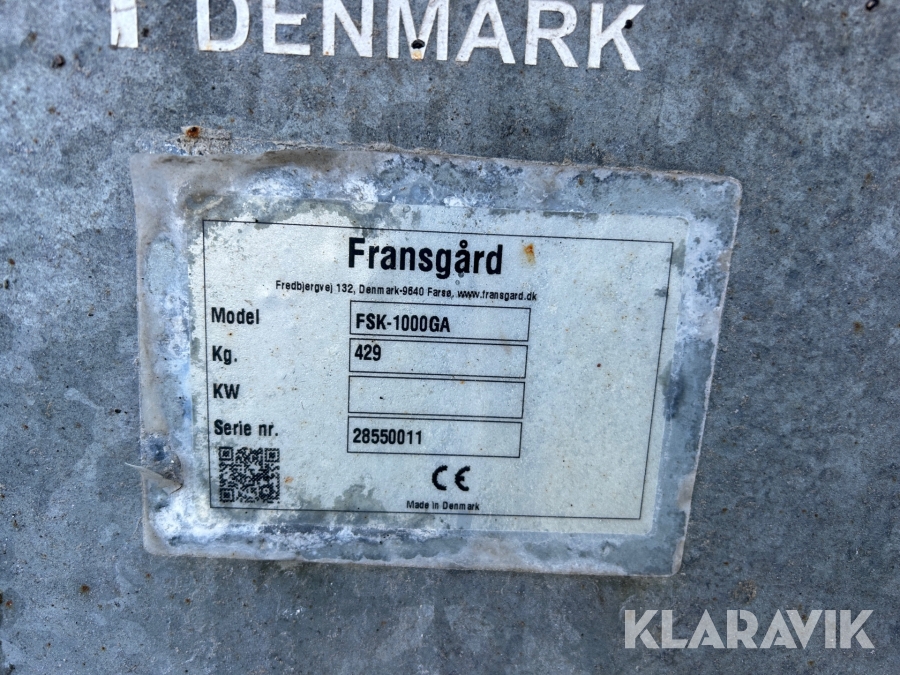 DENMARK
Fransgård
Fredbjergvej 132, Denmark-9640 Farsø, www.fransgard.dk
Model FSK-1000GA
Kg. 429
KW
Serie nr. 28550011
CE
Made in Denmark
KLARAVIK